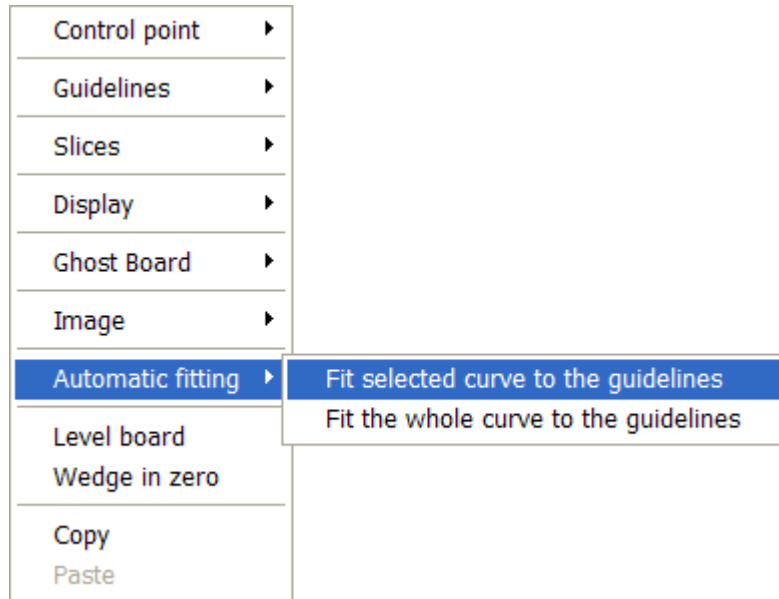 Control point
Guidelines
Slices
Display
Ghost Board
Image
Automatic fitting
Fit selected curve to the guidelines
Fit the whole curve to the guidelines
Level board
Wedge in zero
Copy
Paste